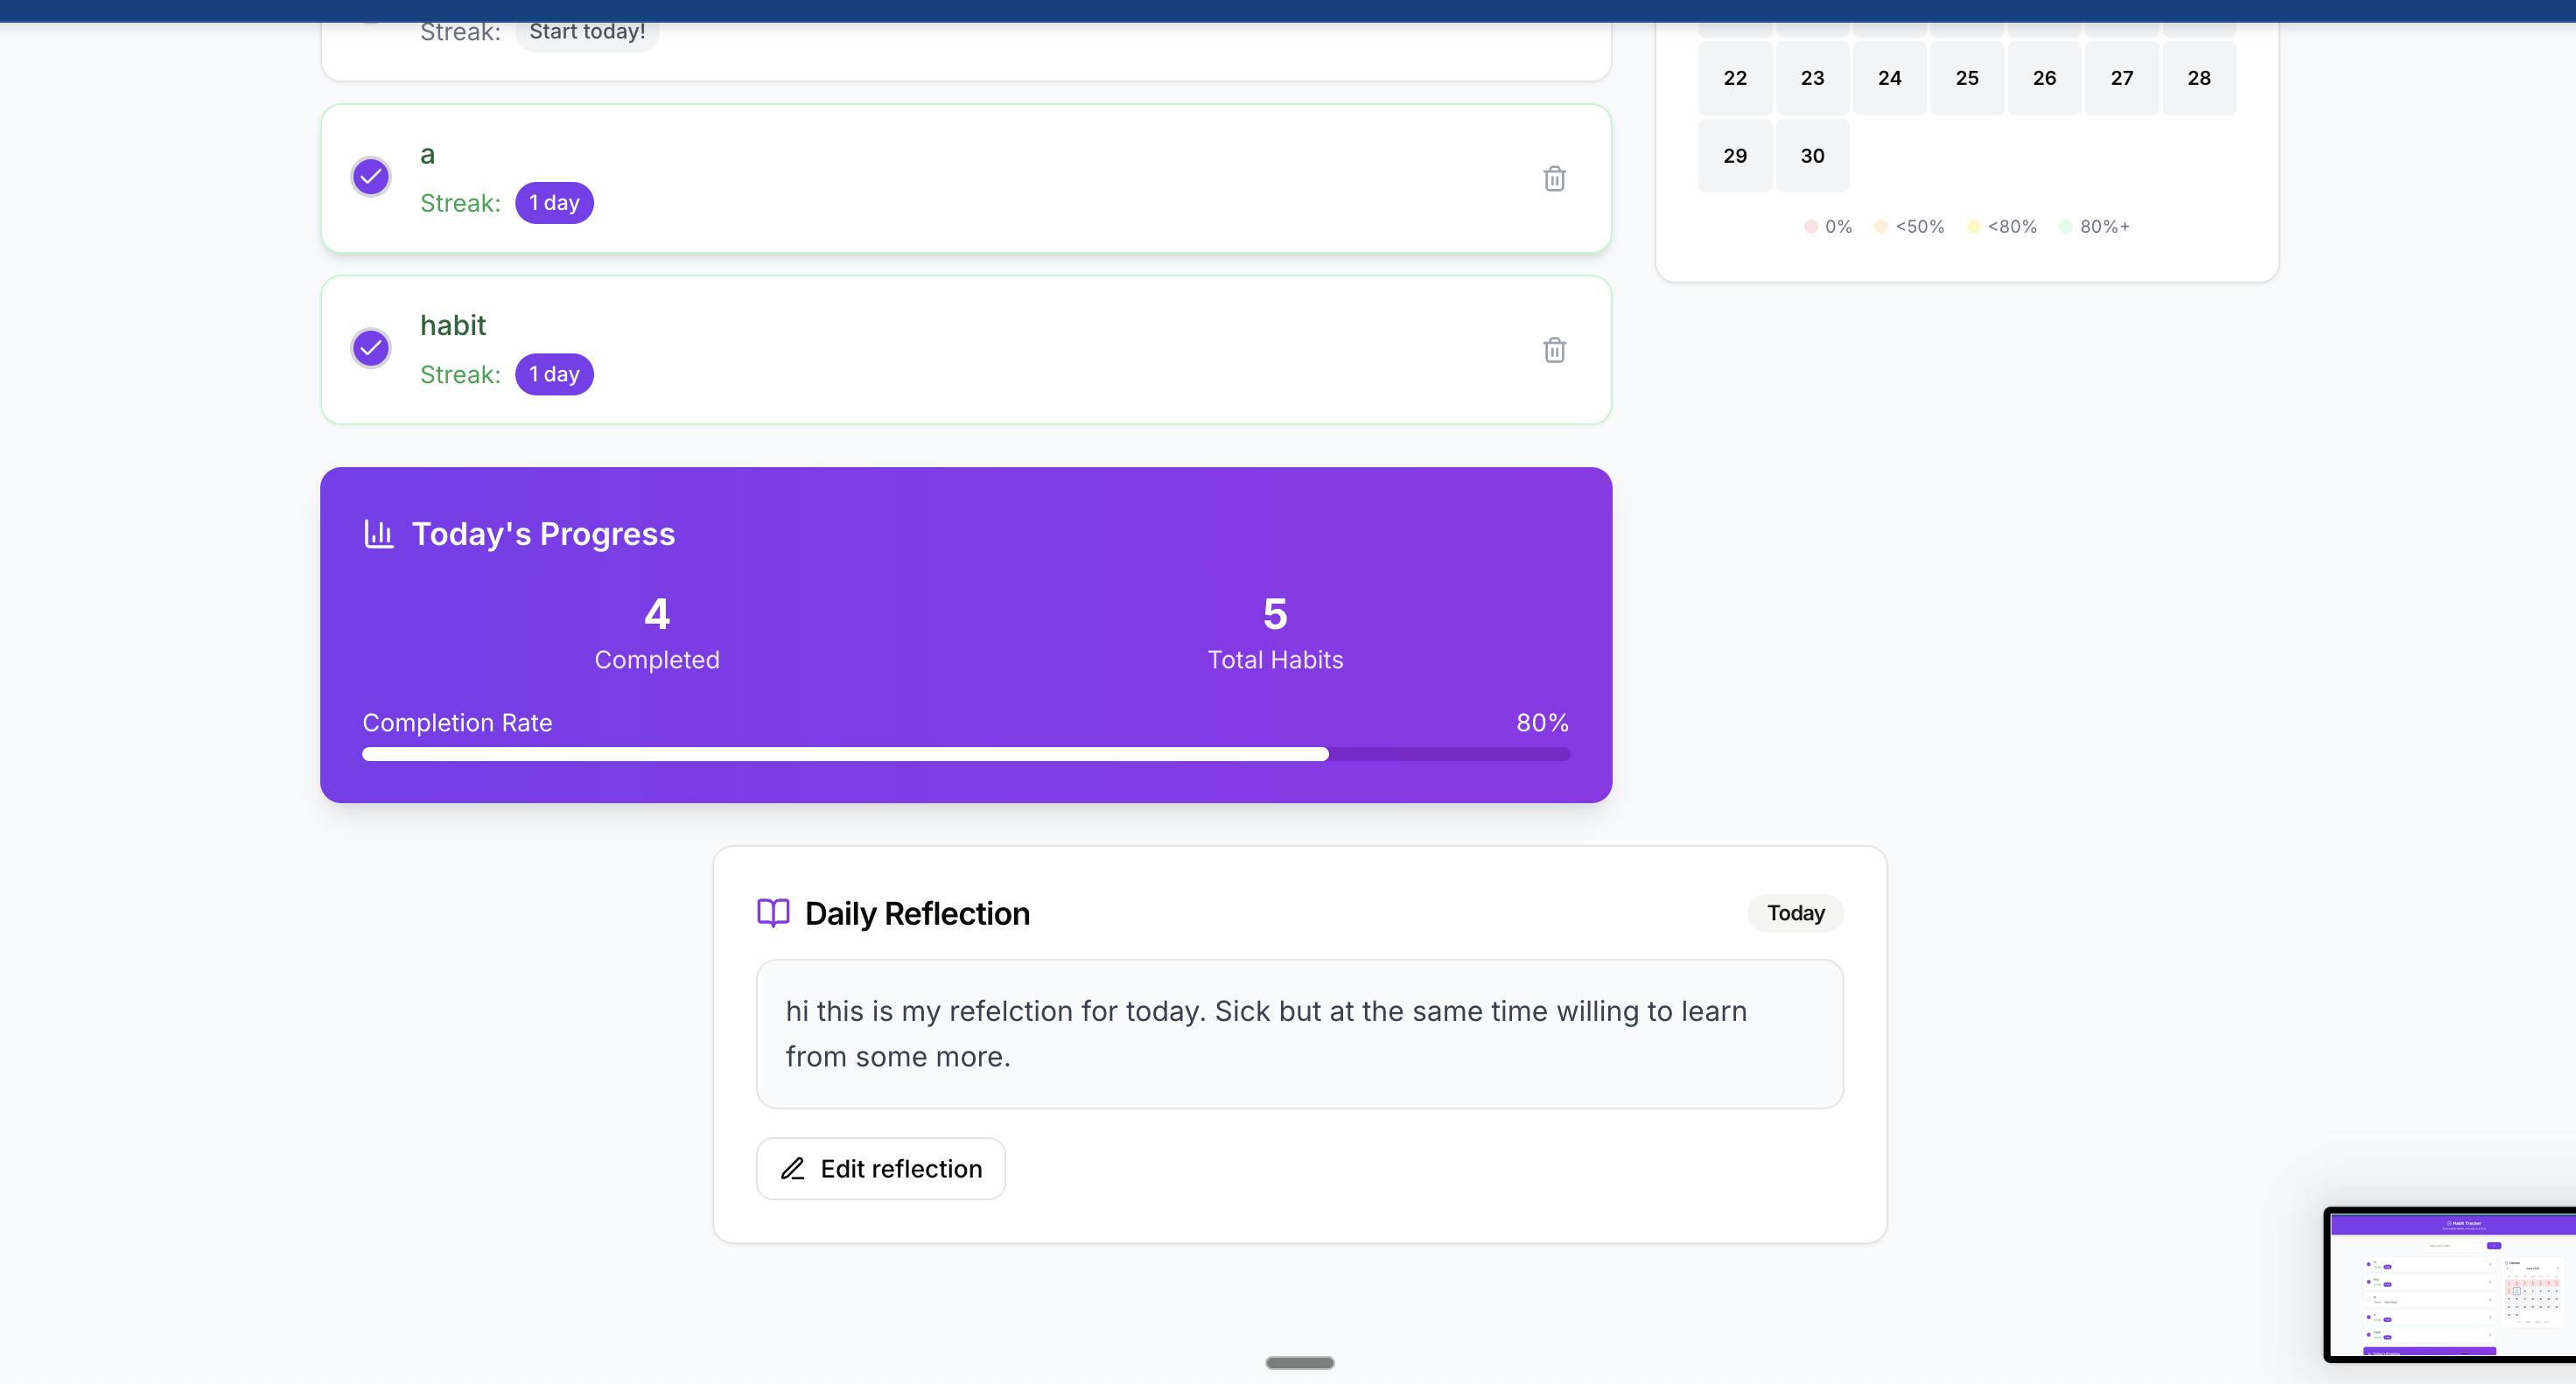 Streak: Start today!
a
Streak: 1 day
habit
Streak: 1 day
22 23 24 25 26 27 28
29 30
0% <50% <80% 80%+
Today's Progress
4
Completed
5
Total Habits
Completion Rate 80%
Daily Reflection
Today
hi this is my refelction for today. Sick but at the same time willing to learn
from some more.
Edit reflection
Habit Tracker